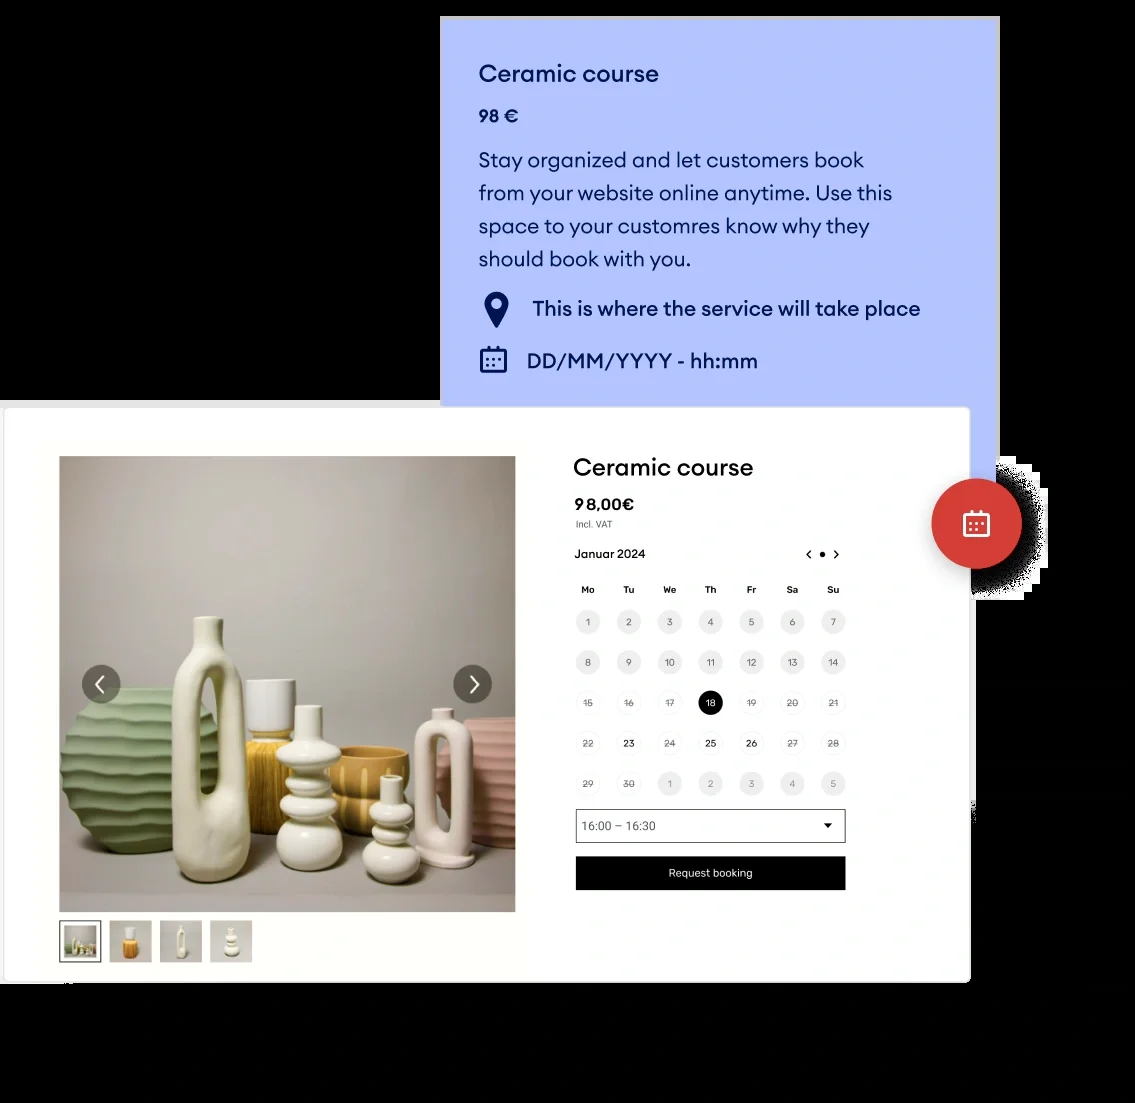 Ceramic course
98 €
Stay organized and let customers book
from your website online anytime. Use this
space to your customres know why they
should book with you.
This is where the service will take place
DD/MM/YYYY - hh:mm
Ceramic course
98,00€
Incl. VAT
Januar 2024
Mo Tu We Th Fr Sa Su
1 2 3 4 5 6 7
8 9 10 11 12 13 14
15 16 17 18 19 20 21
22 23 24 25 26 27 28
29 30 1 2 3 4 5
16:00 – 16:30
Request booking